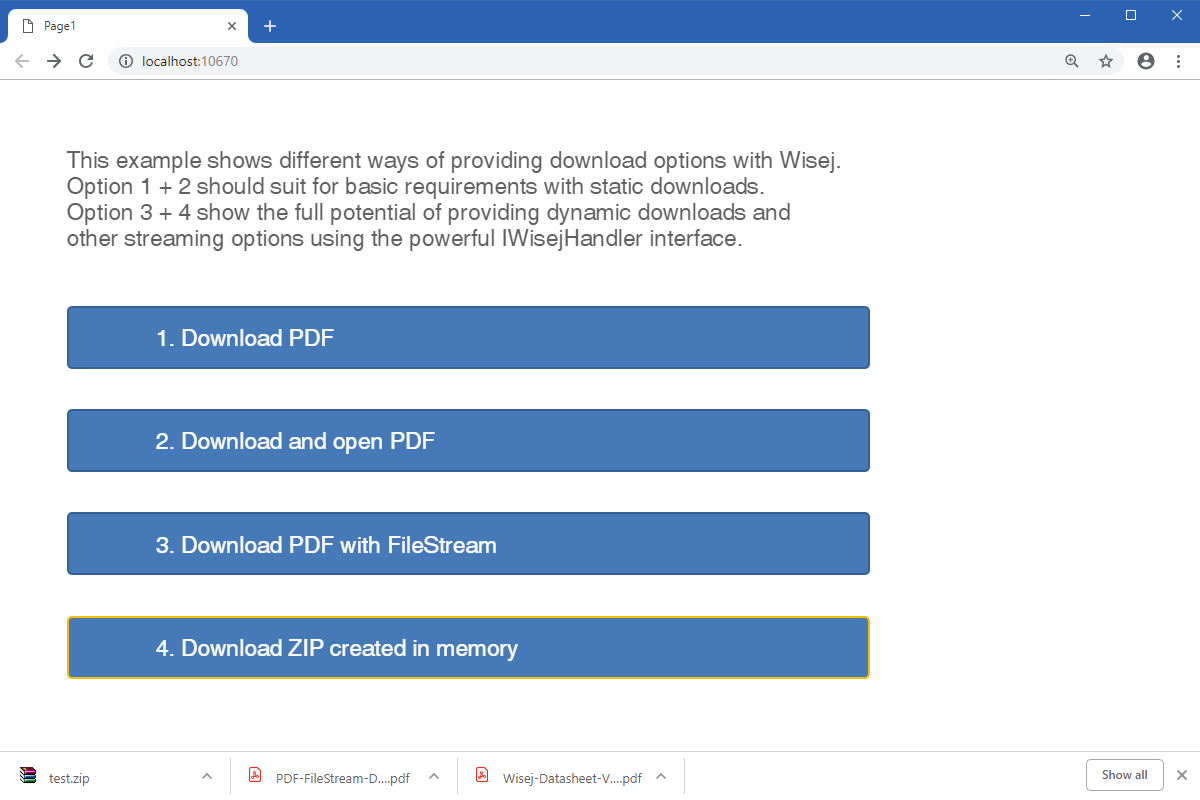 Page1
localhost:10670
This example shows different ways of providing download options with Wisej.
Option 1 + 2 should suit for basic requirements with static downloads.
Option 3 + 4 show the full potential of providing dynamic downloads and
other streaming options using the powerful IWisejHandler interface.
1. Download PDF
2. Download and open PDF
3. Download PDF with FileStream
4. Download ZIP created in memory
test.zip
PDF-FileStream-D....pdf
Wisej-Datasheet-V....pdf
Show all